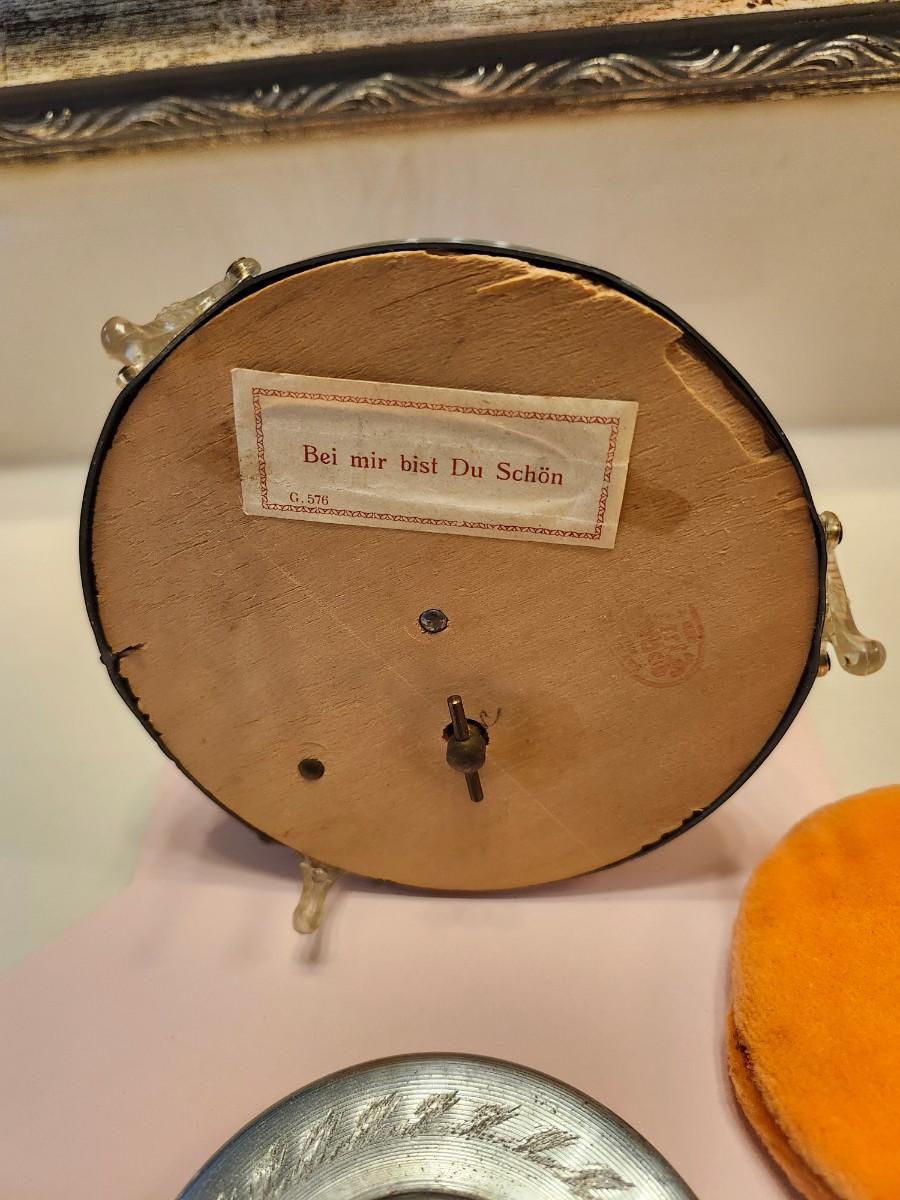 Bei mir bist Du Schön
G. 576